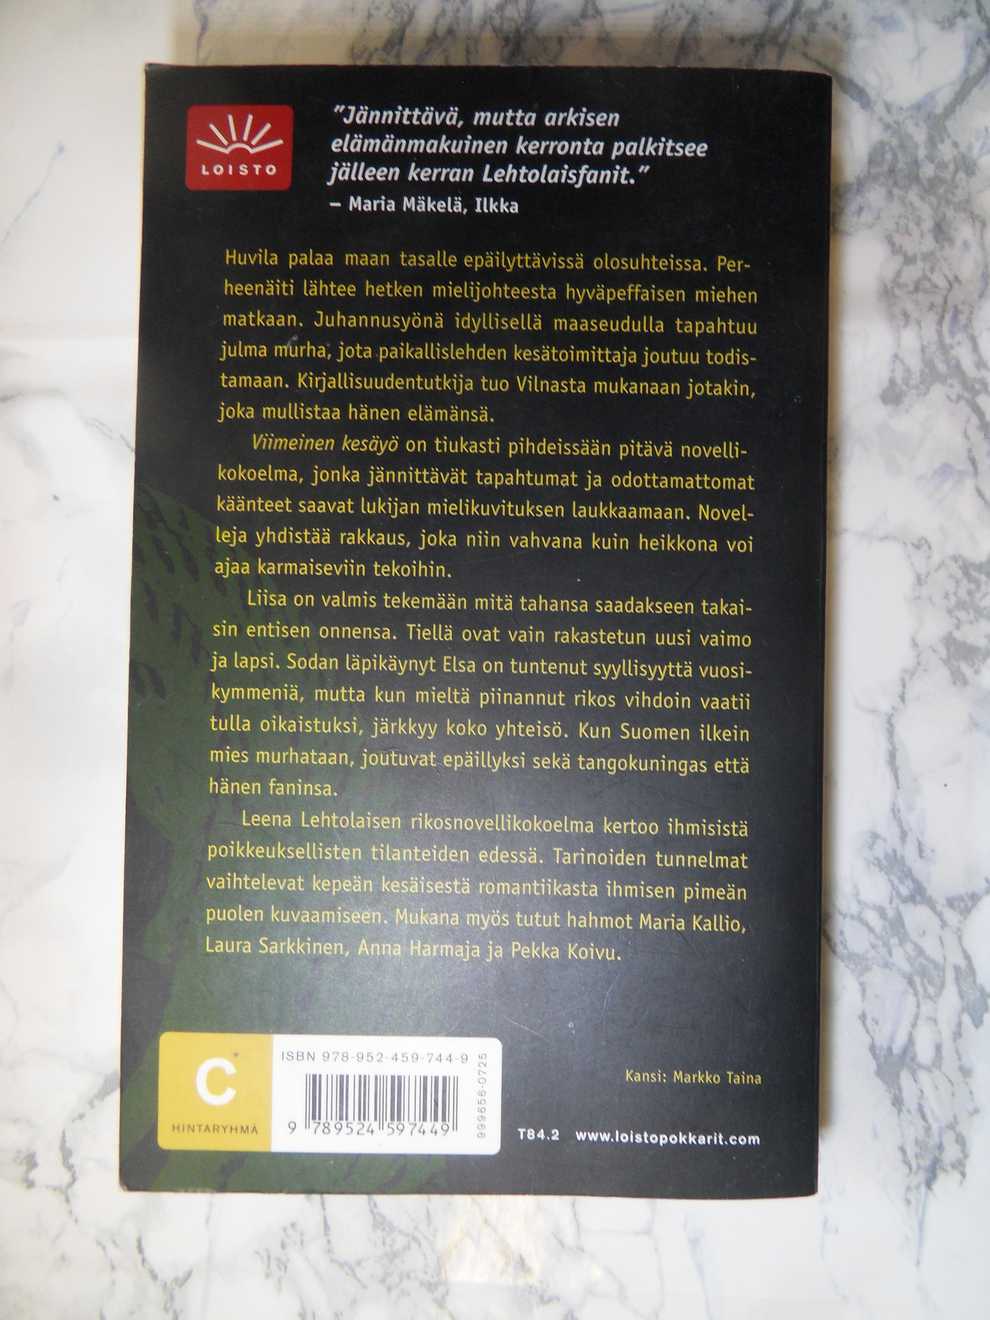 LOISTO
"Jännittävä, mutta arkisen
elämänmakuinen kerronta palkitsee
jälleen kerran Lehtolaisfanit."
– Maria Mäkelä, Ilkka
Huvila palaa maan tasalle epäilyttävissä olosuhteissa. Per-
heenäiti lähtee hetken mielijohteesta hyväpeffaisen miehen
matkaan. Juhannusyönä idyllisellä maaseudulla tapahtuu
julma murha, jota paikallislehden kesätoimittaja joutuu todis-
tamaan. Kirjallisuudentutkija tuo Vilnasta mukanaan jotakin,
joka mullistaa hänen elämänsä.
Viimeinen kesäyö on tiukasti pihdeissään pitävä novelli-
kokoelma, jonka jännittävät tapahtumat ja odottamattomat
käänteet saavat lukijan mielikuvituksen laukkaamaan. Novel-
leja yhdistää rakkaus, joka niin vahvana kuin heikkona voi
ajaa karmaiseviin tekoihin.
Liisa on valmis tekemään mitä tahansa saadakseen takai-
sin entisen onnensa. Tiellä ovat vain rakastetun uusi vaimo
ja lapsi. Sodan läpikäynyt Elsa on tuntenut syyllisyyttä vuosi-
kymmeniä, mutta kun mieltä piinannut rikos vihdoin vaatii
tulla oikaistuksi, järkkyy koko yhteisö. Kun Suomen ilkein
mies murhataan, joutuvat epäillyksi sekä tangokuningas että
hänen faninsa.
Leena Lehtolaisen rikosnovellikokoelma kertoo ihmisistä
poikkeuksellisten tilanteiden edessä. Tarinoiden tunnelmat
vaihtelevat kepeän kesäisestä romantiikasta ihmisen pimeän
puolen kuvaamiseen. Mukana myös tutut hahmot Maria Kallio,
Laura Sarkkinen, Anna Harmaja ja Pekka Koivu.
C
HINTARYHMÄ
ISBN 978-952-459-744-9
9 789524 597449
999656-0725
Kansi: Markko Taina
T84.2 www.loistopokkarit.com